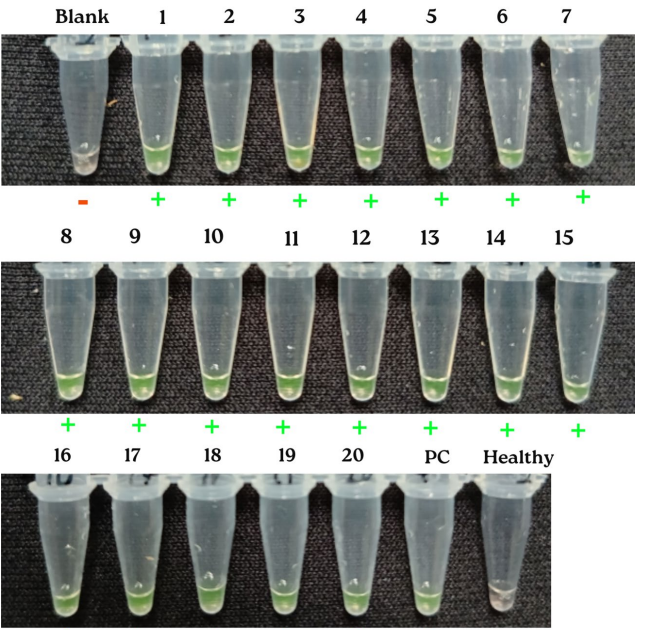 Blank 1 2 3 4 5 6 7
- + + + + + + +
8 9 10 11 12 13 14 15
+ + + + + + + +
16 17 18 19 20 PC Healthy